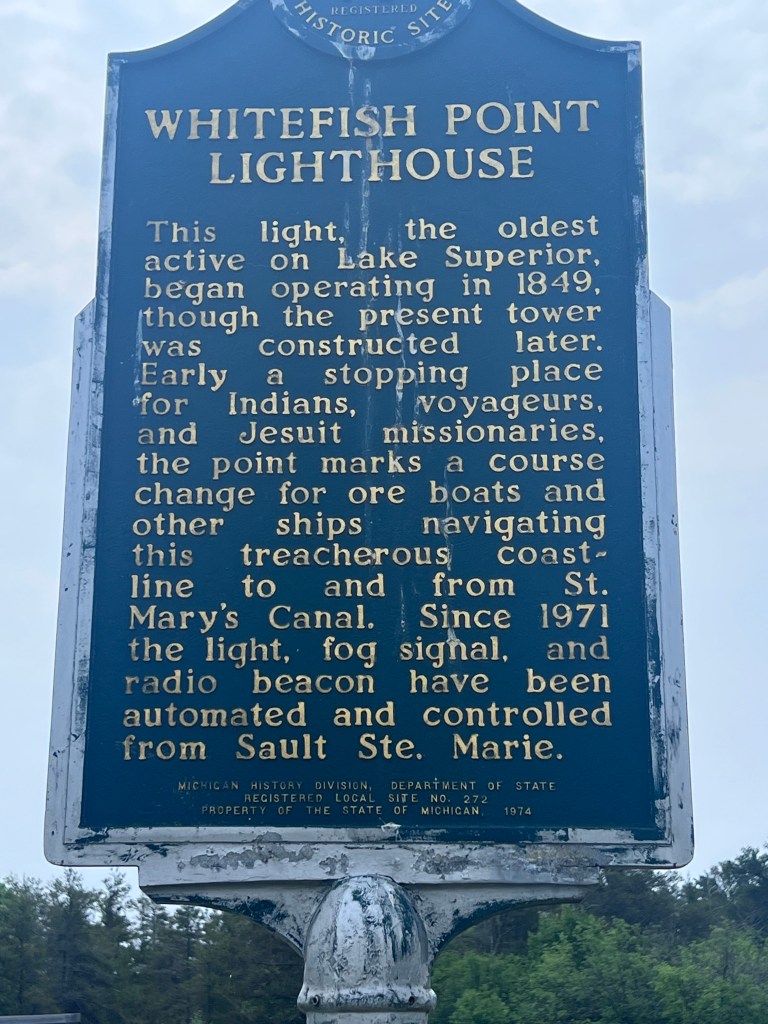 REGISTERED
HISTORIC SITE
WHITEFISH POINT
LIGHTHOUSE
This light, the oldest
active on Lake Superior,
began operating in 1849,
though the present tower
was constructed later.
Early a stopping place
for Indians, voyageurs,
and Jesuit missionaries,
the point marks a course
change for ore boats and
other ships navigating
this treacherous coast-
line to and from St.
Mary's Canal. Since 1971
the light, fog signal, and
radio beacon have been
automated and controlled
from Sault Ste. Marie.
MICHIGAN HISTORY DIVISION, DEPARTMENT OF STATE
REGISTERED LOCAL SITE NO. 272
PROPERTY OF THE STATE OF MICHIGAN, 1974